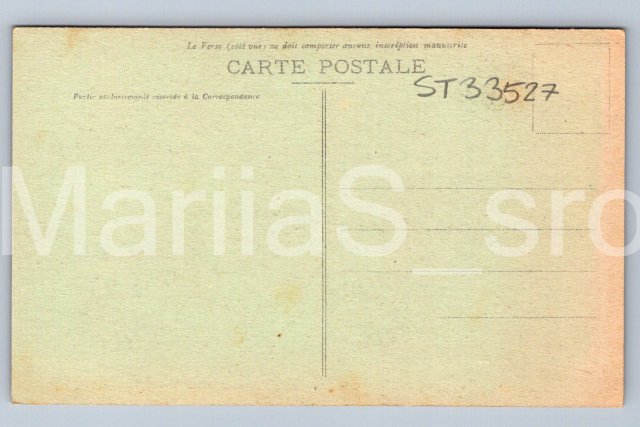 Le Verso (côté vue) ne doit comporter aucune inscription manuscrite
CARTE POSTALE
ST33527
Partie exclusivement réservée à la Correspondance
MariiaS_sro